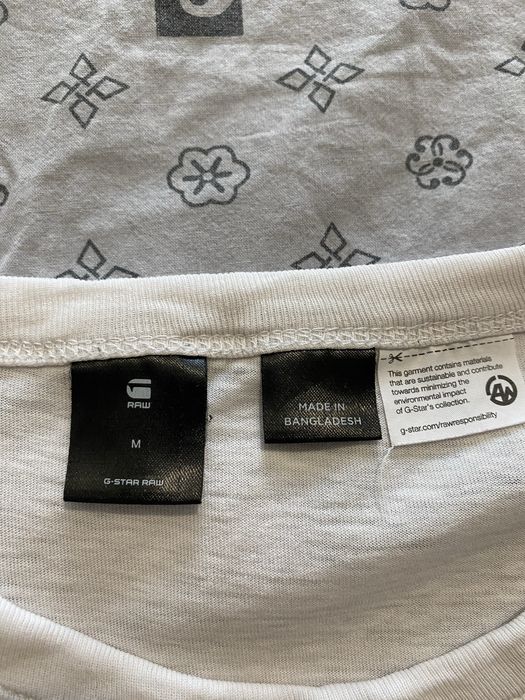 RAW
M
G-STAR RAW
MADE IN
BANGLADESH
This garment contains materials
that are sustainable and contribute
towards minimizing the
environmental impact
of G-Star's collection.
g-star.com/rawresponsibility